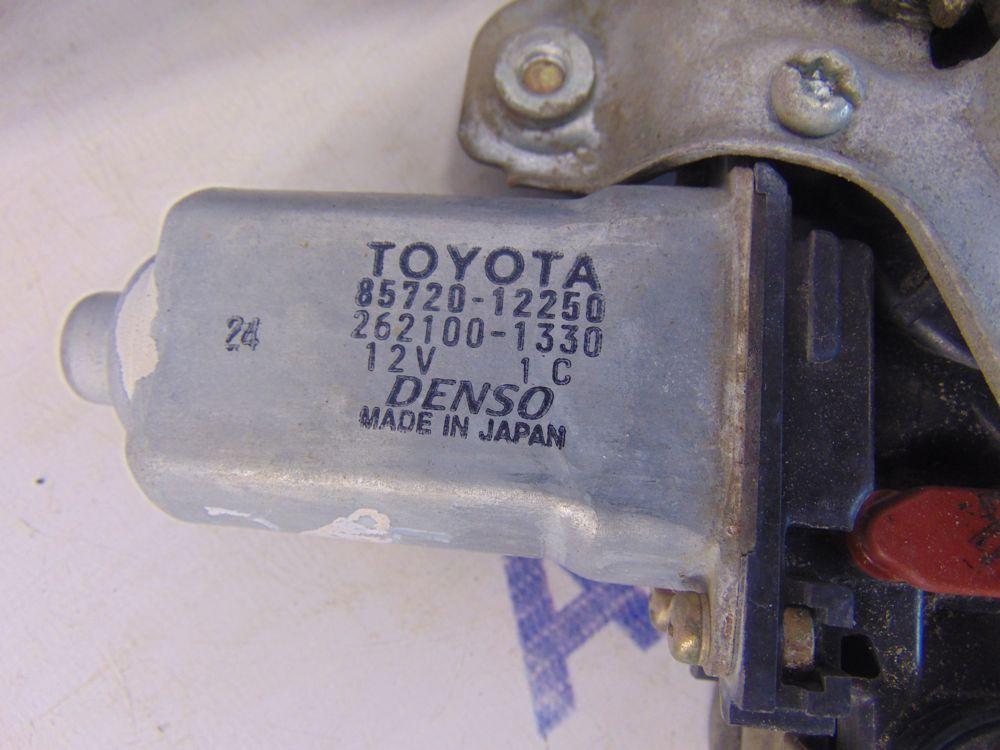 TOYOTA
85720-12250
262100-1330
12V 1C
DENSO
MADE IN JAPAN
24
A